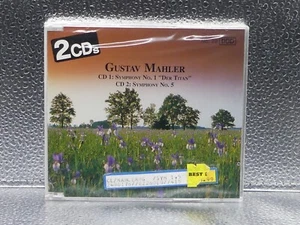 2CDs
GUSTAV MAHLER
CD 1: SYMPHONY NO. 1 "DER TITAN"
CD 2: SYMPHONY NO. 5
BEST